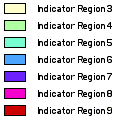 Indicator Region 3
Indicator Region 4
Indicator Region 5
Indicator Region 6
Indicator Region 7
Indicator Region 8
Indicator Region 9